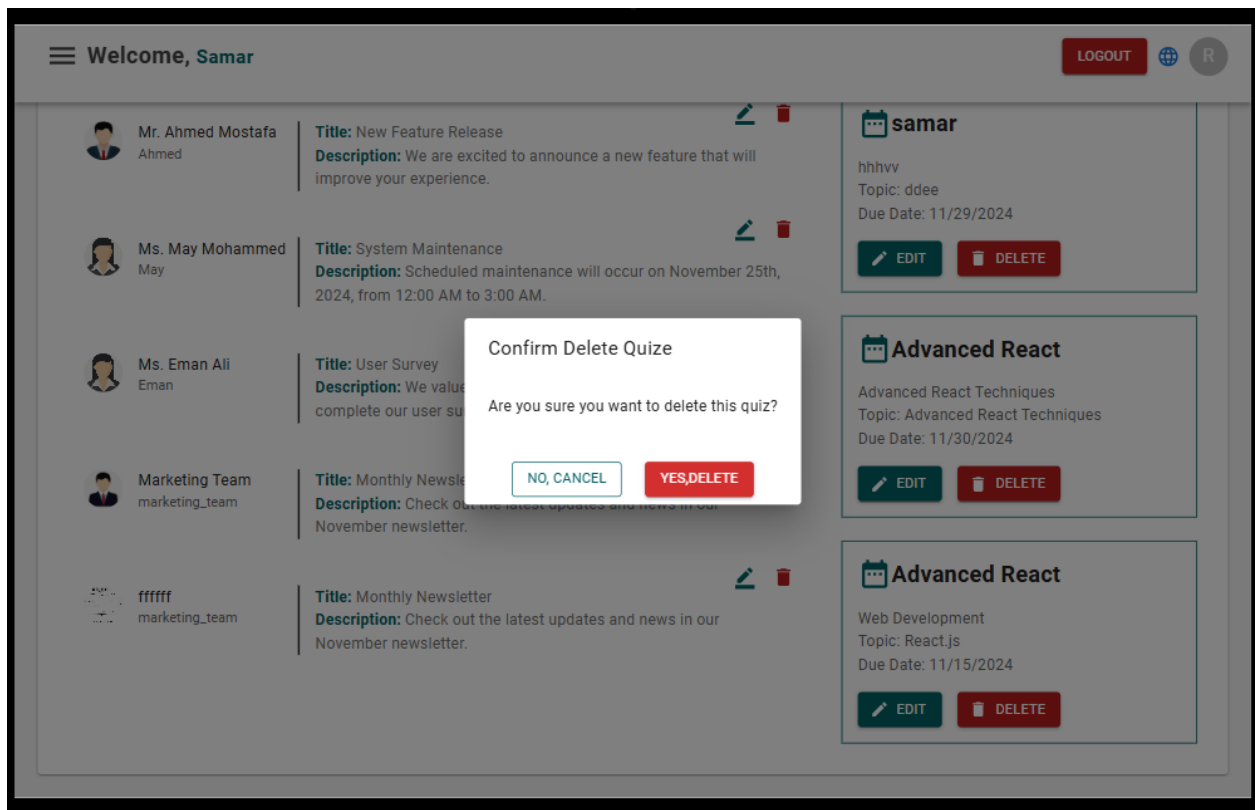 Welcome, Samar
LOGOUT
R
Mr. Ahmed Mostafa
Ahmed
Title: New Feature Release
Description: We are excited to announce a new feature that will
improve your experience.
Ms. May Mohammed
May
Title: System Maintenance
Description: Scheduled maintenance will occur on November 25th,
2024, from 12:00 AM to 3:00 AM.
Ms. Eman Ali
Eman
Title: User Survey
Description: We value
complete our user su
Marketing Team
marketing_team
Title: Monthly Newsle
Description: Check out the latest updates and news in our
November newsletter.
ffffff
marketing_team
Title: Monthly Newsletter
Description: Check out the latest updates and news in our
November newsletter.
samar
hhhvv
Topic: ddee
Due Date: 11/29/2024
EDIT
DELETE
Advanced React
Advanced React Techniques
Topic: Advanced React Techniques
Due Date: 11/30/2024
EDIT
DELETE
Advanced React
Web Development
Topic: React.js
Due Date: 11/15/2024
EDIT
DELETE
Confirm Delete Quize
Are you sure you want to delete this quiz?
NO, CANCEL
YES,DELETE